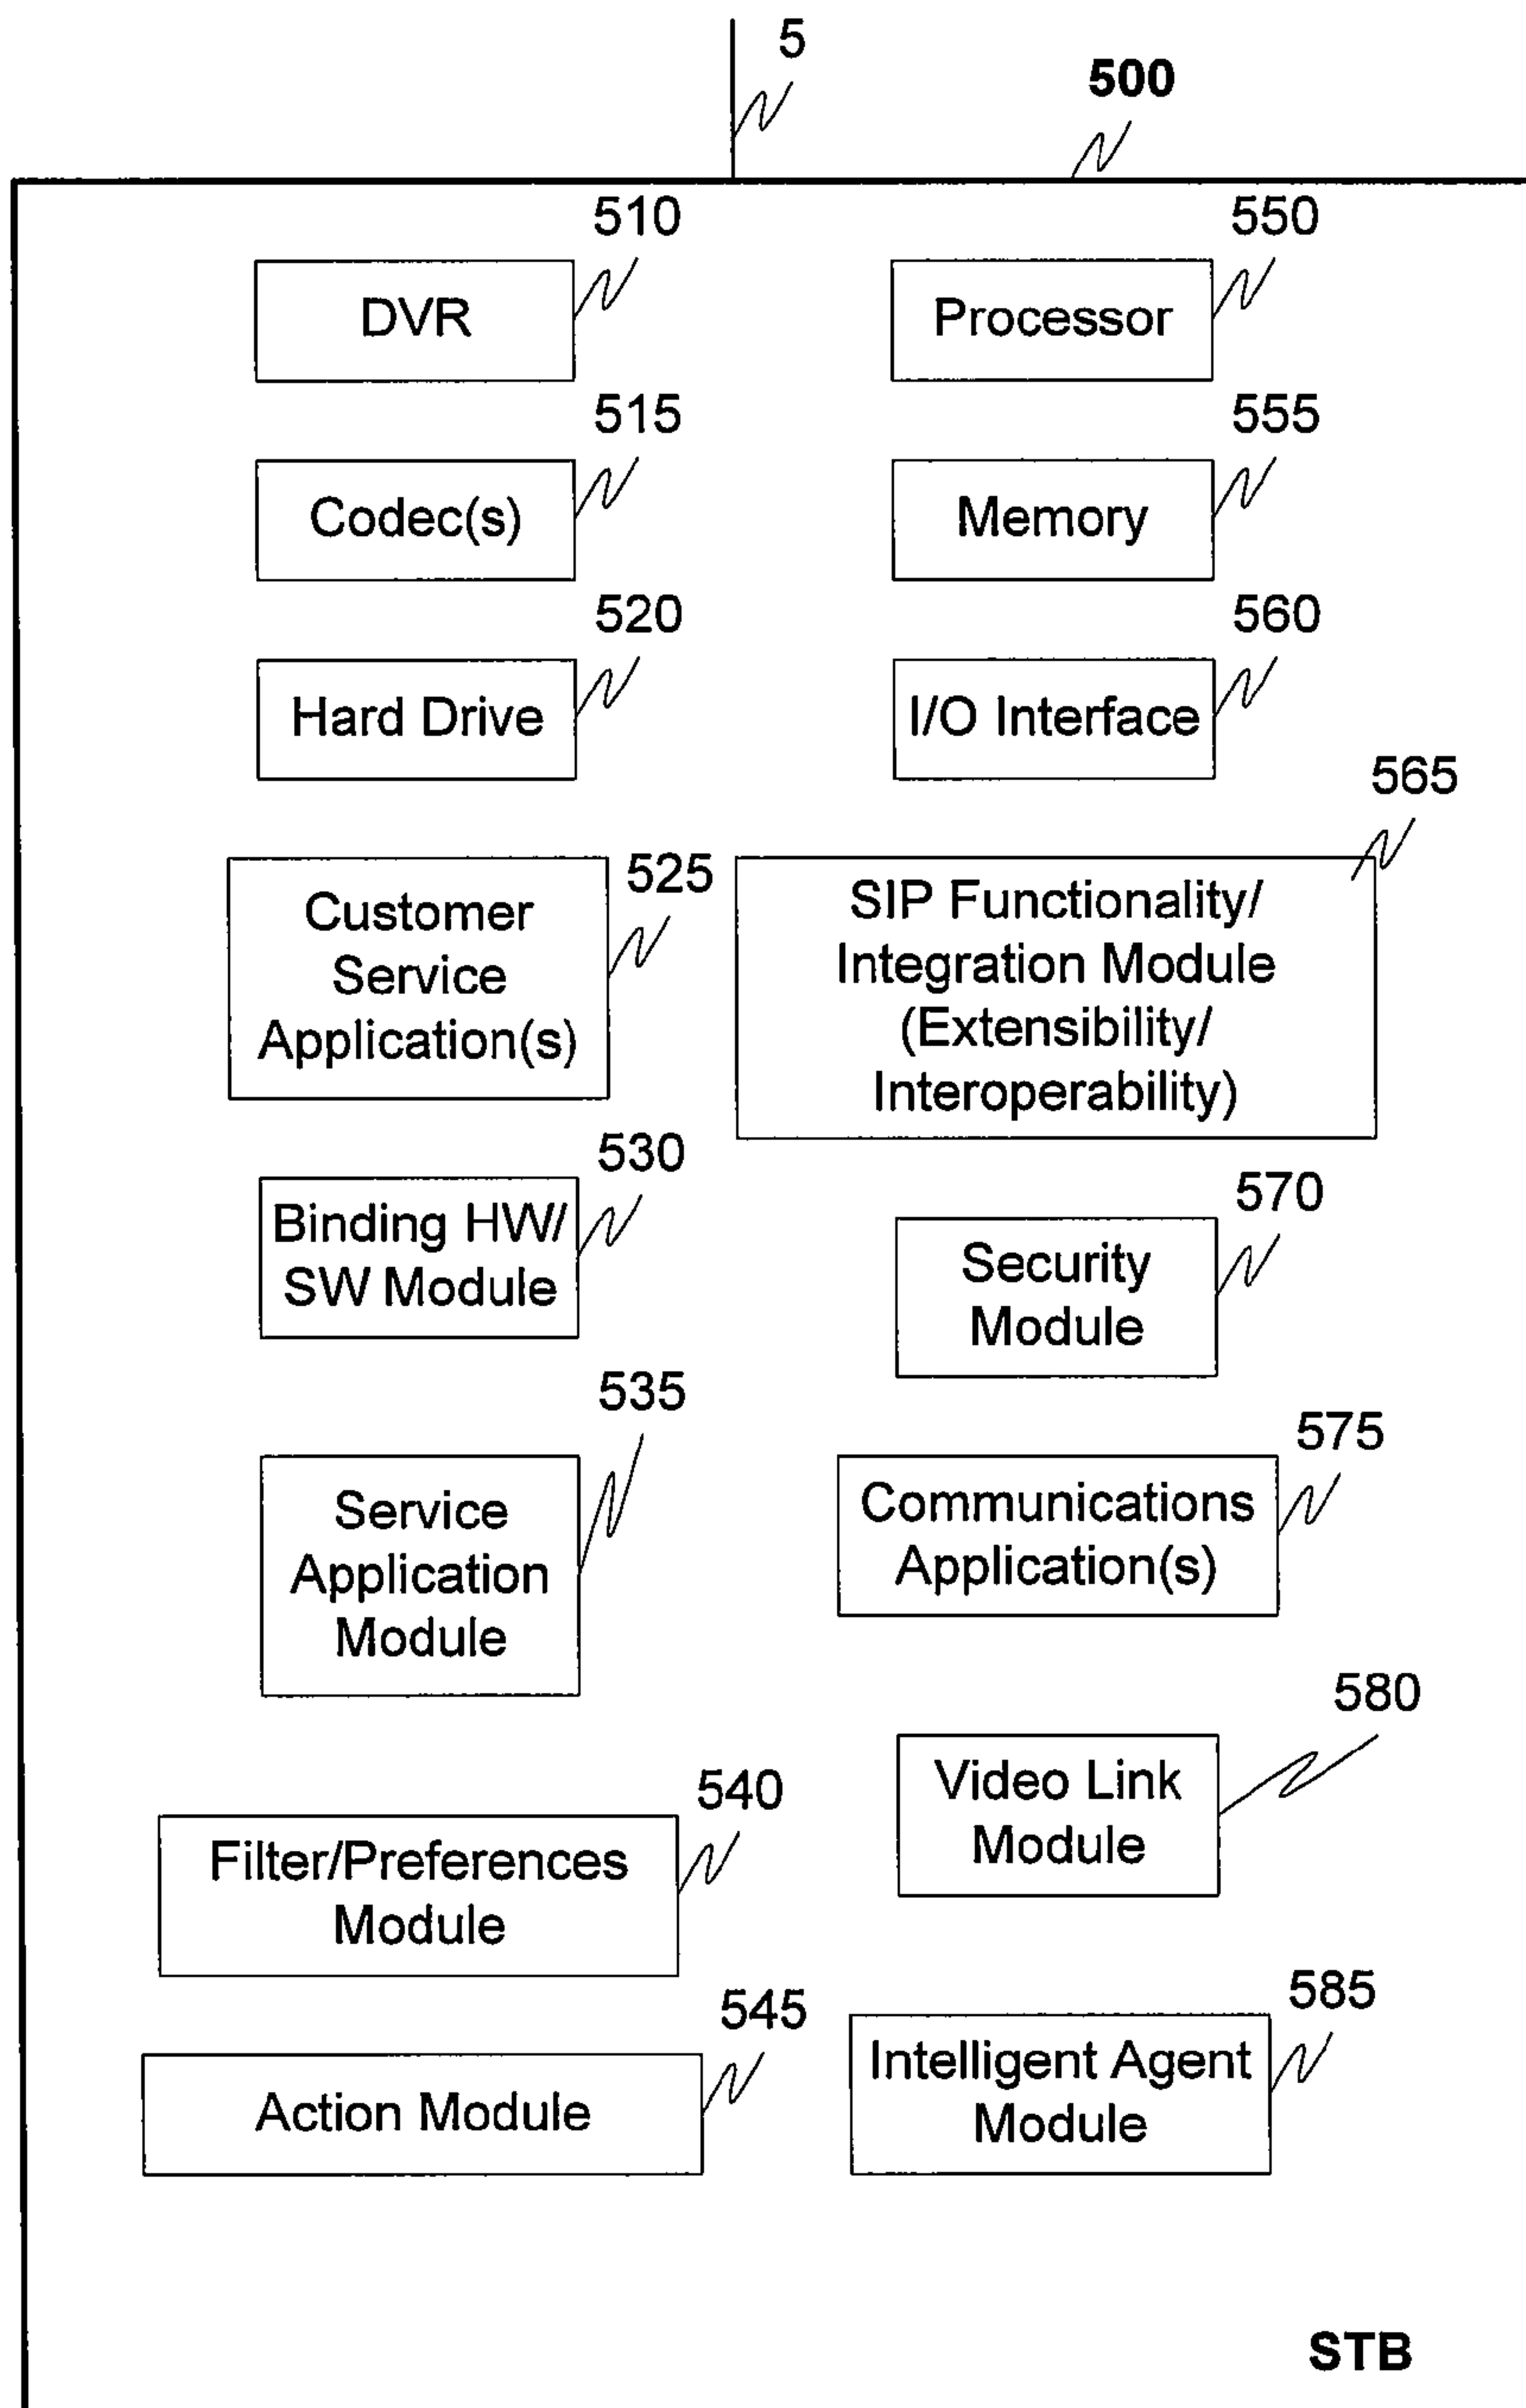 5
500
510
DVR
550
Processor
515
Codec(s)
555
Memory
520
Hard Drive
560
I/O Interface
565
525
Customer
Service
Application(s)
SIP Functionality/
Integration Module
(Extensibility/
Interoperability)
530
Binding HW/
SW Module
570
Security
Module
535
Service
Application
Module
575
Communications
Application(s)
580
Video Link
Module
540
Filter/Preferences
Module
545
Action Module
585
Intelligent Agent
Module
STB